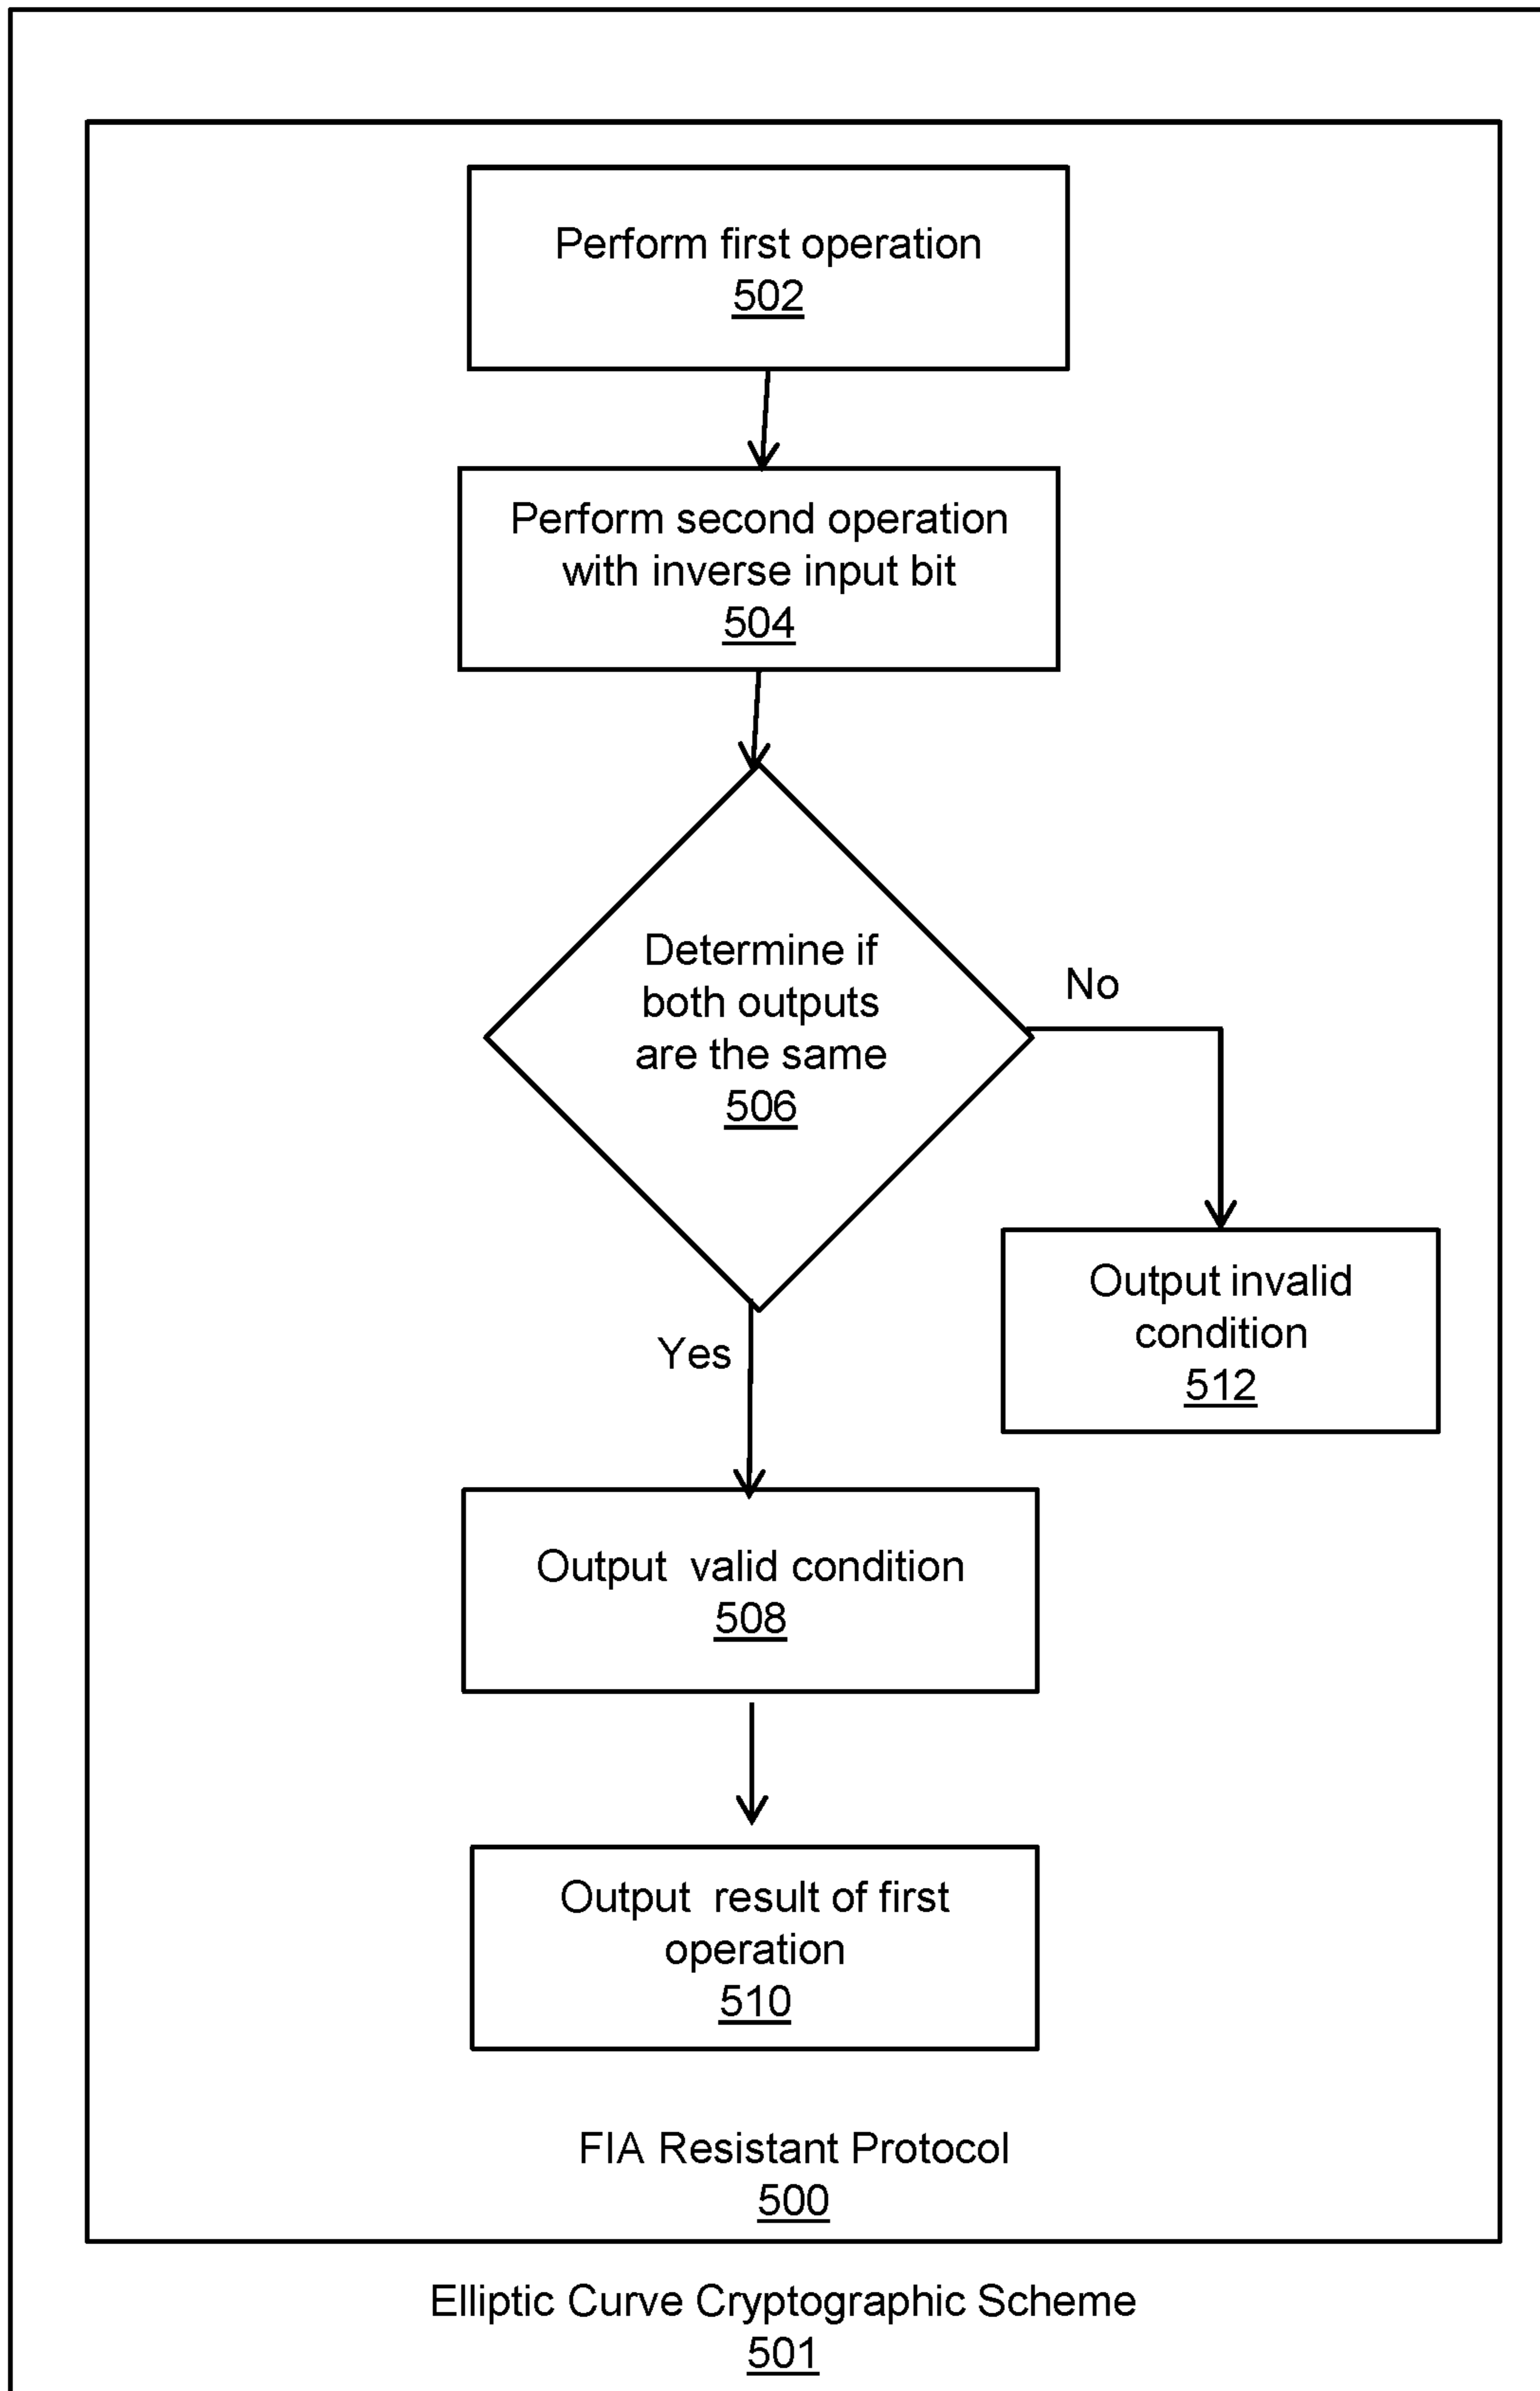 Perform first operation
502
Perform second operation
with inverse input bit
504
Determine if
both outputs
are the same
506
No
Output invalid
condition
512
Yes
Output valid condition
508
Output result of first
operation
510
FIA Resistant Protocol
500
Elliptic Curve Cryptographic Scheme
501